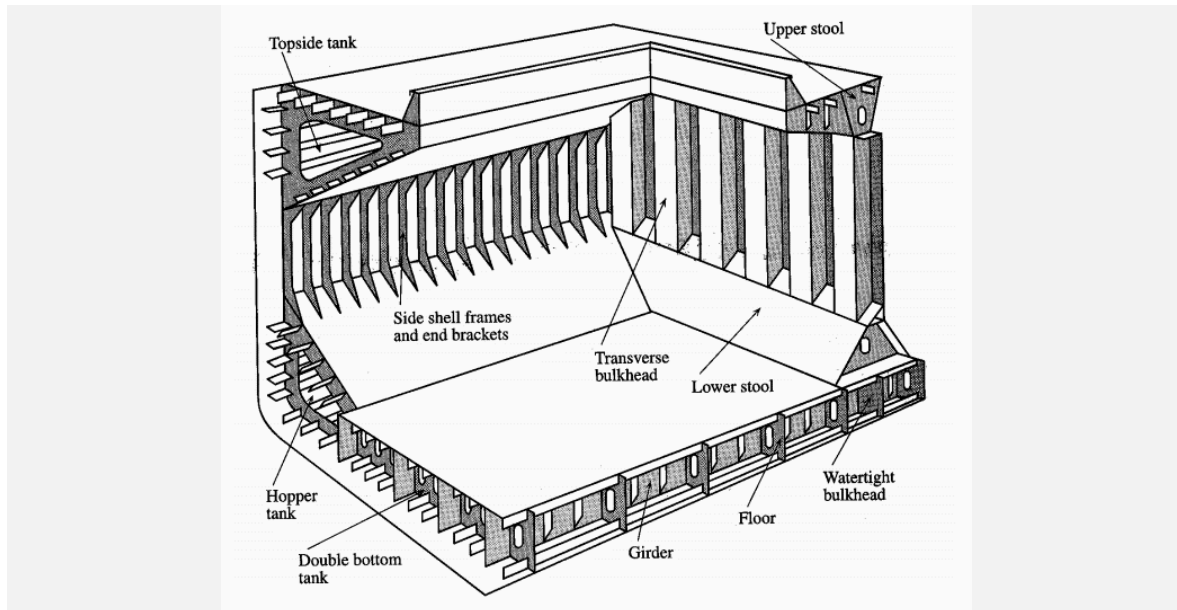 Topside tank
Upper stool
Side shell frames
and end brackets
Transverse
bulkhead
Lower stool
Hopper
tank
Double bottom
tank
Girder
Floor
Watertight
bulkhead